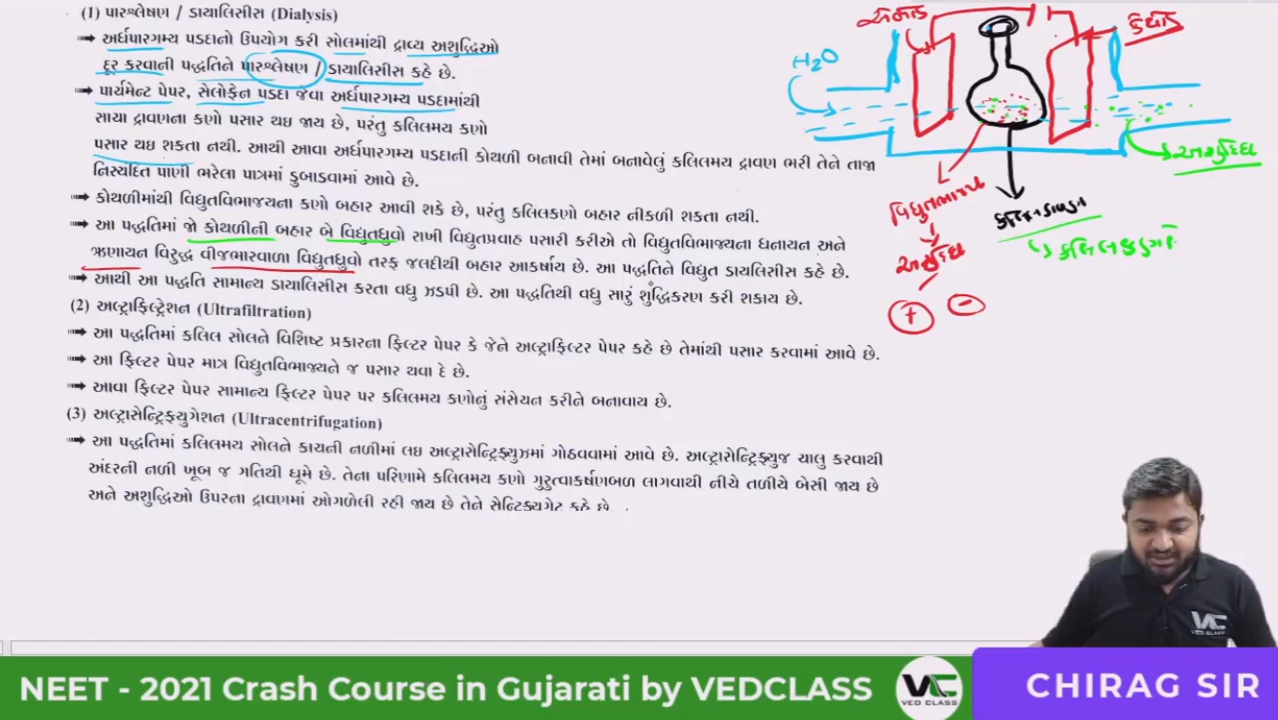 (1) પારશ્લેષણ / ડાયાલિસીસ (Dialysis)
➟ અર્ધપારગમ્ય પડદાનો ઉપયોગ કરી સોલમાંથી દ્રાવ્ય અશુદ્ધિઓ
દૂર કરવાની પદ્ધતિને પારશ્લેષણ / ડાયાલિસીસ કહે છે.
➟ પાર્ચમેન્ટ પેપર, સેલોફેન પડદા જેવા અર્ધપારગમ્ય પડદામાંથી
સાચા દ્રાવણના કણો પસાર થઇ જાય છે, પરંતુ કલિલમય કણો
પસાર થઇ શકતા નથી. આથી આવા અર્ધપારગમ્ય પડદાની કોથળી બનાવી તેમાં બનાવેલું કલિલમય દ્રાવણ ભરી તેને તાજા
નિસ્યંદિત પાણી ભરેલા પાત્રમાં ડુબાડવામાં આવે છે.
➟ કોથળીમાંથી વિદ્યુતવિભાજ્યના કણો બહાર આવી શકે છે, પરંતુ કલિલકણો બહાર નીકળી શકતા નથી.
➟ આ પદ્ધતિમાં જો કોથળીની બહાર બે વિદ્યુતધ્રુવો રાખી વિદ્યુતપ્રવાહ પસારી કરીએ તો વિદ્યુતવિભાજ્યના ધનાયન અને
ઋણાયન વિરુદ્ધ વીજભારવાળા વિદ્યુતધ્રુવો તરફ જલદીથી બહાર આકર્ષાય છે. આ પદ્ધતિને વિદ્યુત ડાયલિસીસ કહે છે.
➟ આથી આ પદ્ધતિ સામાન્ય ડાયાલિસીસ કરતા વધુ ઝડપી છે. આ પદ્ધતિથી વધુ સારું શુદ્ધિકરણ કરી શકાય છે.
(2) અલ્ટ્રાફિલ્ટ્રેશન (Ultrafiltration)
➟ આ પદ્ધતિમાં કલિલ સોલને વિશિષ્ટ પ્રકારના ફિલ્ટર પેપર કે જેને અલ્ટ્રાફિલ્ટર પેપર કહે છે તેમાંથી પસાર કરવામાં આવે છે.
➟ આ ફિલ્ટર પેપર માત્ર વિદ્યુતવિભાજ્યને જ પસાર થવા દે છે.
➟ આવા ફિલ્ટર પેપર સામાન્ય ફિલ્ટર પેપર પર કલિલમય કણોનું સંસેચન કરીને બનાવાય છે.
(3) અલ્ટ્રાસેન્ટ્રિફ્યુગેશન (Ultracentrifugation)
➟ આ પદ્ધતિમાં કલિલમય સોલને કાચની નળીમાં લઇ અલ્ટ્રાસેન્ટ્રિફ્યુઝમાં ગોઠવવામાં આવે છે. અલ્ટ્રાસેન્ટ્રિફ્યુજ ચાલુ કરવાથી
અંદરની નળી ખૂબ જ ગતિથી ઘૂમે છે. તેના પરિણામે કલિલમય કણો ગુરુત્વાકર્ષણબળ લાગવાથી નીચે તળીયે બેસી જાય છે
અને અશુદ્ધિઓ ઉપરના દ્રાવણમાં ઓગળેલી રહી જાય છે તેને સેન્ટ્રિફ્યુગેટ કહે છે.
એનોડ
કેથોડ
H₂O
અશુદ્ધિ
વિદ્યુતવિભાજ્ય
અશુદ્ધિ
+
−
VC
VED CLASS
NEET - 2021 Crash Course in Gujarati by VEDCLASS
VC
VED CLASS
CHIRAG SIR